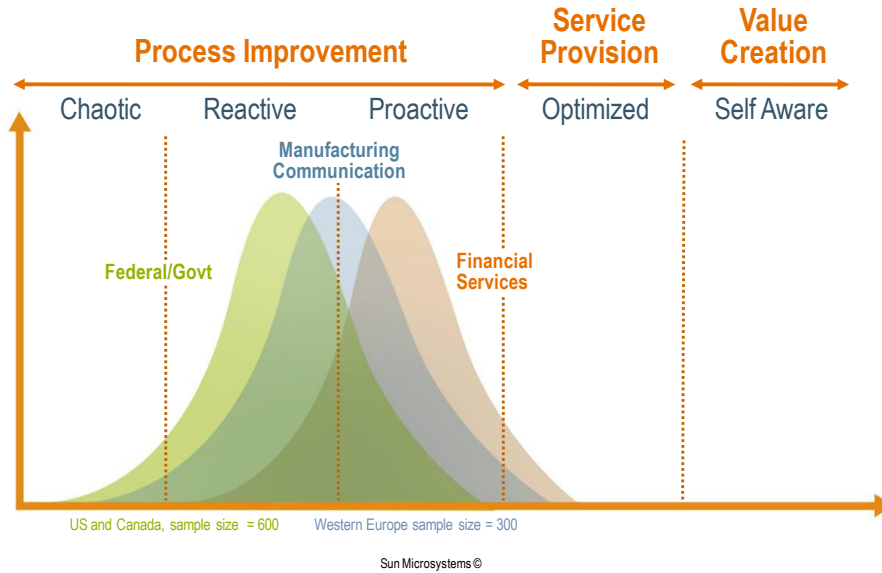 Process Improvement
Service
Provision
Value
Creation
Chaotic
Reactive
Proactive
Optimized
Self Aware
Manufacturing
Communication
Federal/Govt
Financial
Services
US and Canada, sample size = 600
Western Europe sample size = 300
Sun Microsystems ©